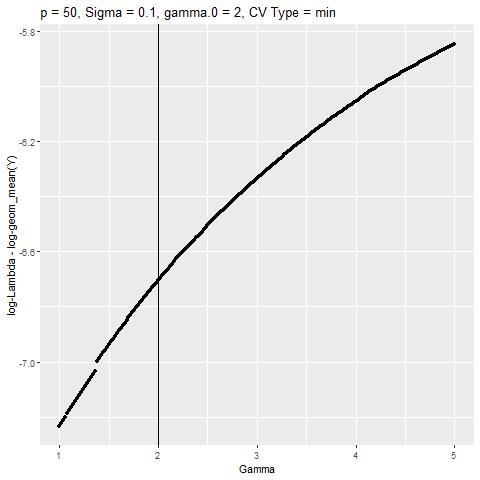 p = 50, Sigma = 0.1, gamma.0 = 2, CV Type = min
log-Lambda - log-geom_mean(Y)
-5.8
-6.2
-6.6
-7.0
1 2 3 4 5
Gamma